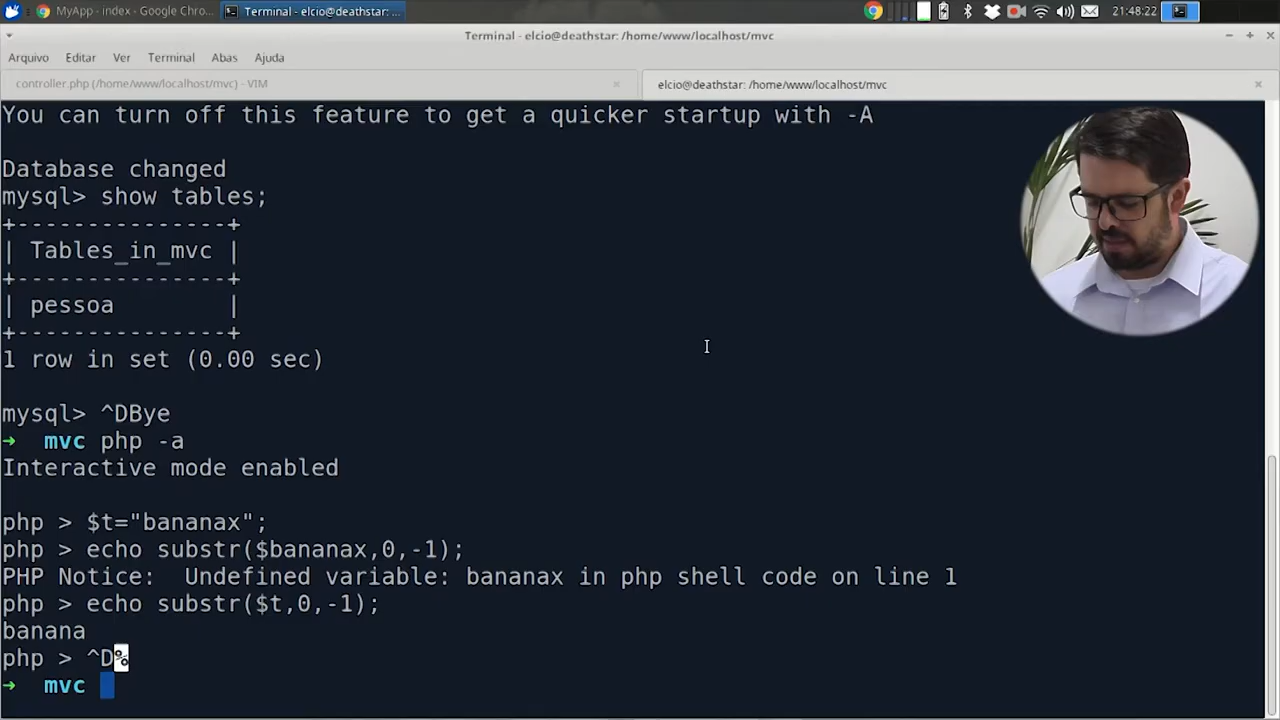 MyApp - index - Google Chro...
Terminal - elcio@deathstar: ...
21:48:22
Terminal - elcio@deathstar: /home/www/localhost/mvc
Arquivo Editar Ver Terminal Abas Ajuda
controller.php (/home/www/localhost/mvc) - VIM
elcio@deathstar: /home/www/localhost/mvc
You can turn off this feature to get a quicker startup with -A
Database changed
mysql> show tables;
+---------------+
| Tables_in_mvc |
+---------------+
| pessoa        |
+---------------+
1 row in set (0.00 sec)
mysql> ^DBye
➜  mvc php -a
Interactive mode enabled
php > $t="bananax";
php > echo substr($bananax,0,-1);
PHP Notice:  Undefined variable: bananax in php shell code on line 1
php > echo substr($t,0,-1);
banana
php > ^D%
➜  mvc